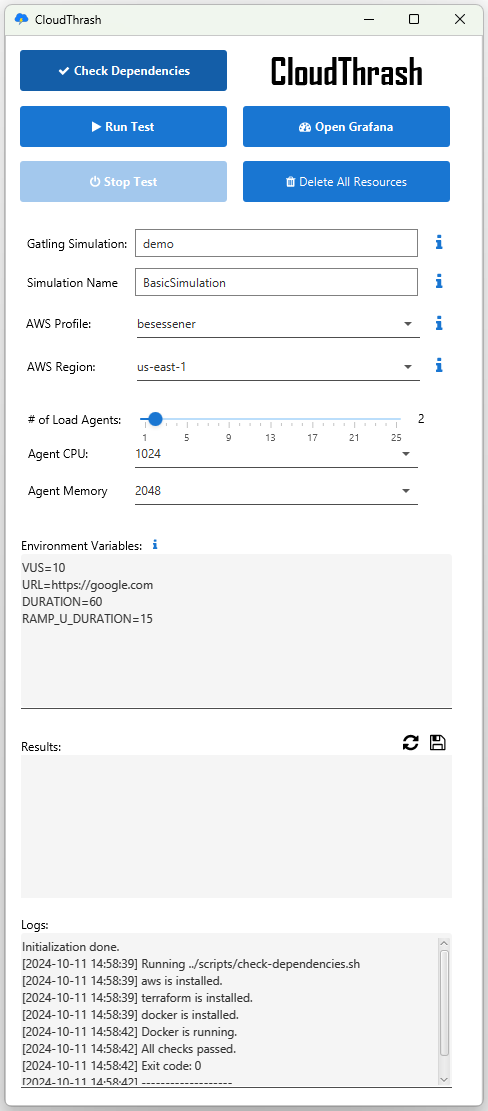 CloudThrash
Check Dependencies
CloudThrash
Run Test
Open Grafana
Stop Test
Delete All Resources
Gatling Simulation: demo
Simulation Name BasicSimulation
AWS Profile: besessener
AWS Region: us-east-1
# of Load Agents: 2
1 5 9 13 17 21 25
Agent CPU: 1024
Agent Memory 2048
Environment Variables:
VUS=10
URL=https://google.com
DURATION=60
RAMP_U_DURATION=15
Results:
Logs:
Initialization done.
[2024-10-11 14:58:39] Running ../scripts/check-dependencies.sh
[2024-10-11 14:58:39] aws is installed.
[2024-10-11 14:58:39] terraform is installed.
[2024-10-11 14:58:39] docker is installed.
[2024-10-11 14:58:42] Docker is running.
[2024-10-11 14:58:42] All checks passed.
[2024-10-11 14:58:42] Exit code: 0
[2024-10-11 14:58:42] -------------------